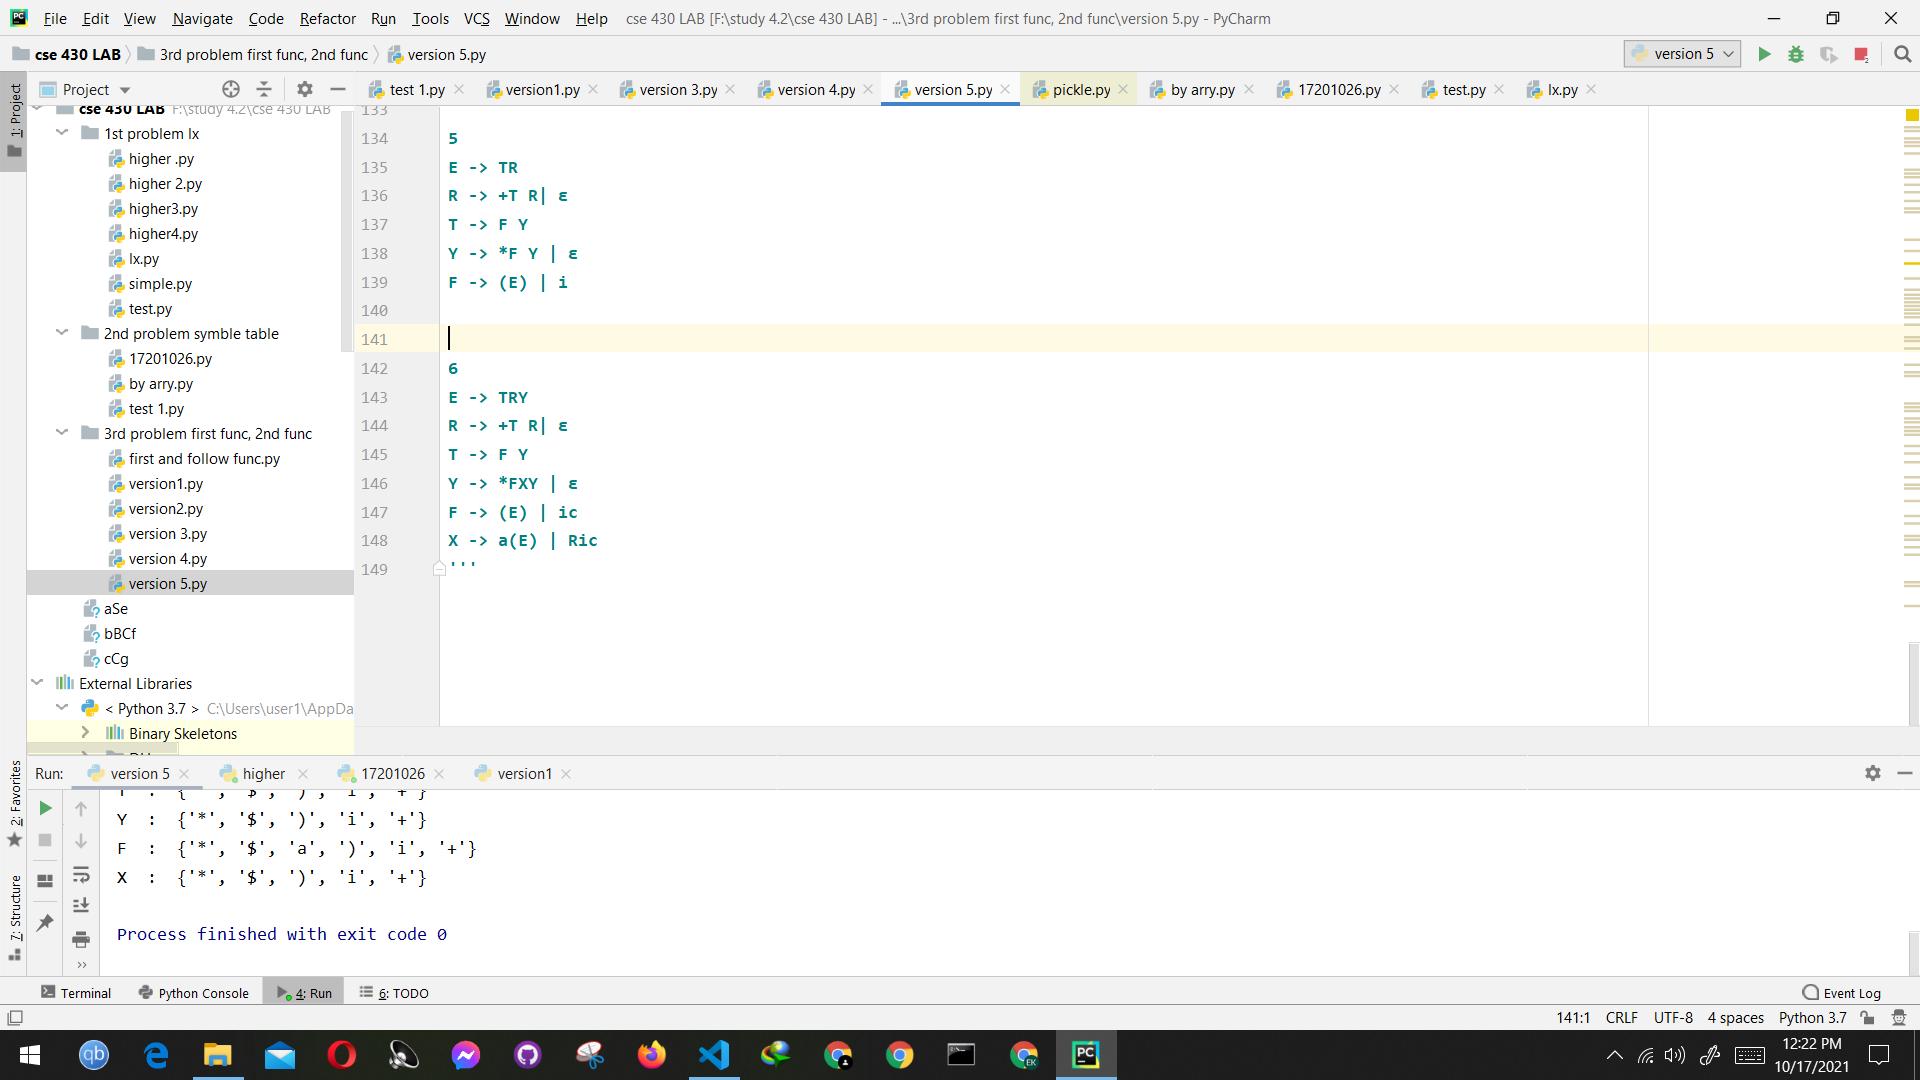 File Edit View Navigate Code Refactor Run Tools VCS Window Help cse 430 LAB [F:\study 4.2\cse 430 LAB] - ...\3rd problem first func, 2nd func\version 5.py - PyCharm
cse 430 LAB 3rd problem first func, 2nd func version 5.py version 5
Project test 1.py version1.py version 3.py version 4.py version 5.py pickle.py by arry.py 17201026.py test.py lx.py
1: Project
cse 430 LAB F:\study 4.2\cse 430 LAB
1st problem lx
higher .py
higher 2.py
higher3.py
higher4.py
lx.py
simple.py
test.py
2nd problem symble table
17201026.py
by arry.py
test 1.py
3rd problem first func, 2nd func
first and follow func.py
version1.py
version2.py
version 3.py
version 4.py
version 5.py
aSe
bBCf
cCg
External Libraries
< Python 3.7 > C:\Users\user1\AppDa
Binary Skeletons
133
134 5
135 E -> TR
136 R -> +T R| ε
137 T -> F Y
138 Y -> *F Y | ε
139 F -> (E) | i
140
141
142 6
143 E -> TRY
144 R -> +T R| ε
145 T -> F Y
146 Y -> *FXY | ε
147 F -> (E) | ic
148 X -> a(E) | Ric
149 '''
2: Favorites
7: Structure
Run: version 5 higher 17201026 version1
Y : {'*', '$', ')', 'i', '+'}
F : {'*', '$', 'a', ')', 'i', '+'}
X : {'*', '$', ')', 'i', '+'}
Process finished with exit code 0
Terminal Python Console 4: Run 6: TODO Event Log
141:1 CRLF UTF-8 4 spaces Python 3.7
12:22 PM
10/17/2021